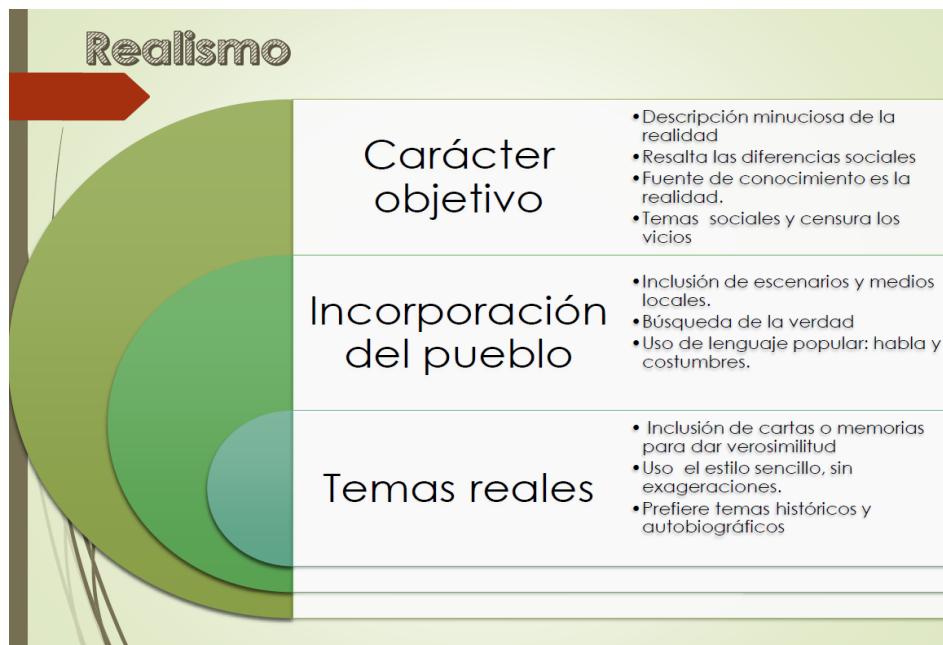 Realismo
Carácter
objetivo
•Descripción minuciosa de la
realidad
•Resalta las diferencias sociales
•Fuente de conocimiento es la
realidad.
•Temas sociales y censura los
vicios
Incorporación
del pueblo
•Inclusión de escenarios y medios
locales.
•Búsqueda de la verdad
•Uso de lenguaje popular: habla y
costumbres.
Temas reales
• Inclusión de cartas o memorias
para dar verosimilitud
•Uso el estilo sencillo, sin
exageraciones.
•Prefiere temas históricos y
autobiográficos